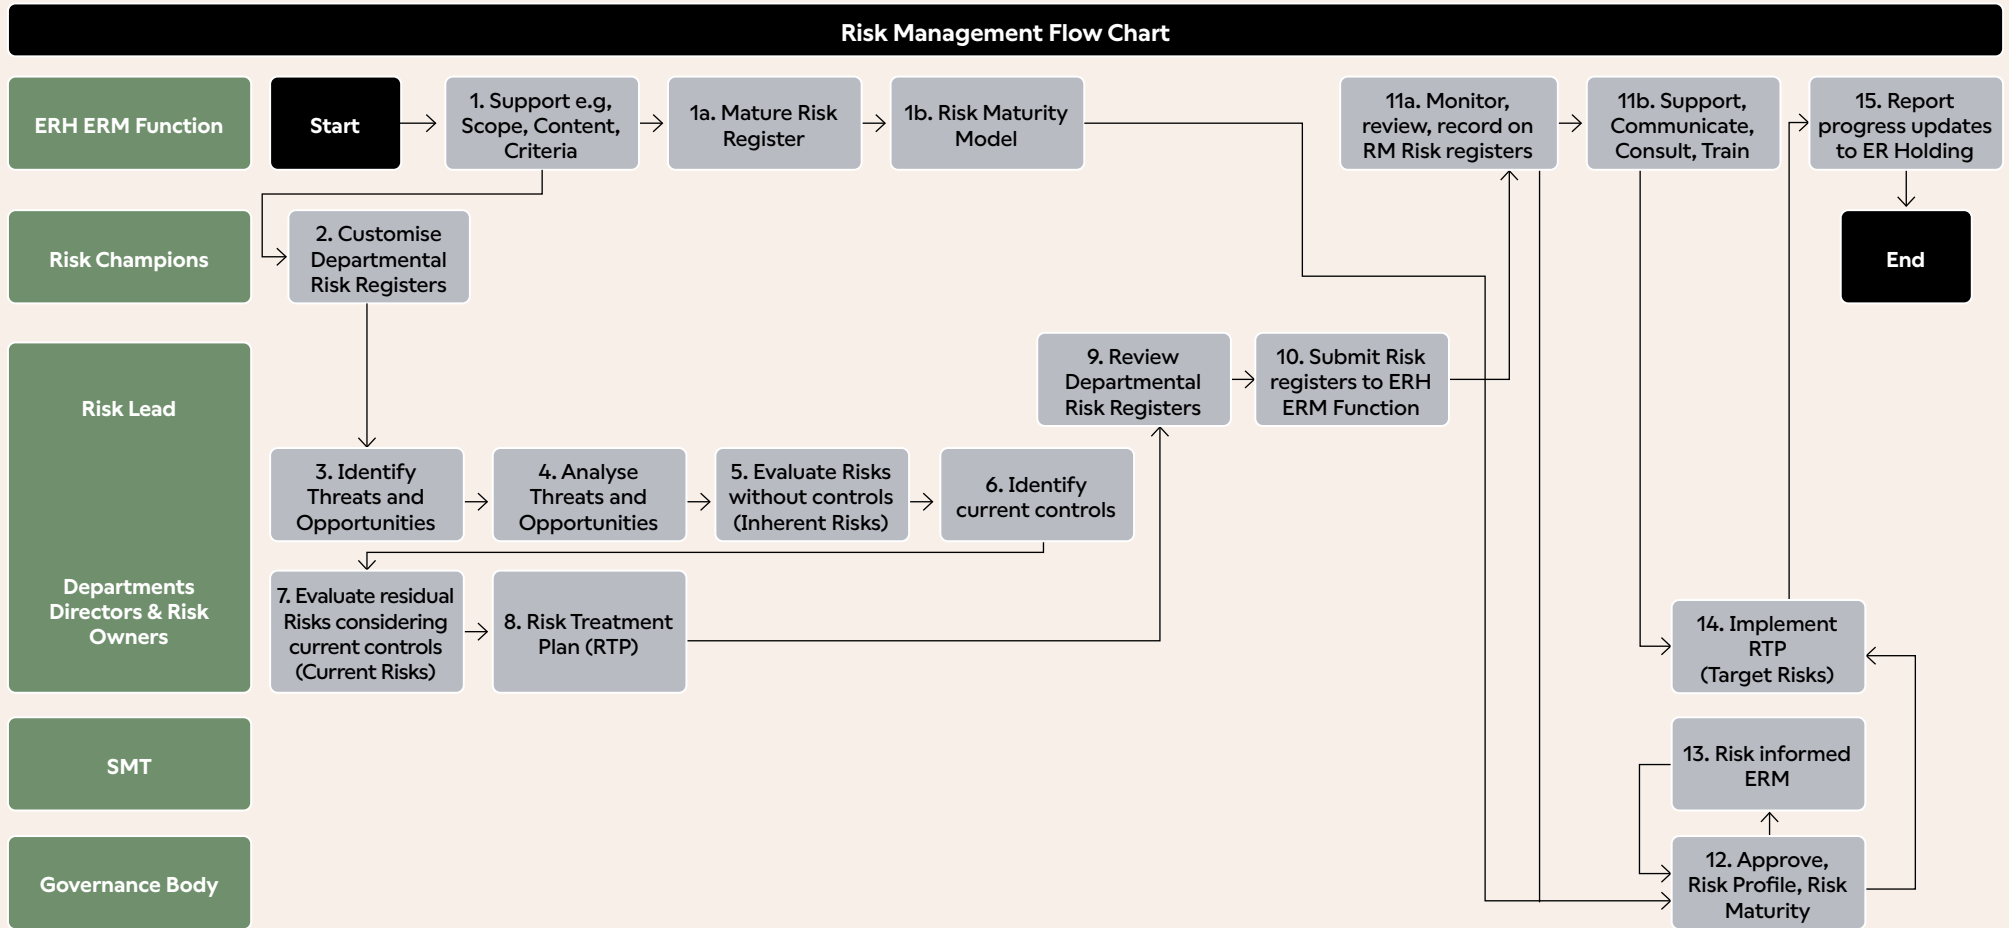 Risk Management Flow Chart
ERH ERM Function
Start
1. Support e.g,
Scope, Content,
Criteria
1a. Mature Risk
Register
1b. Risk Maturity
Model
11a. Monitor,
review, record on
RM Risk registers
11b. Support,
Communicate,
Consult, Train
15. Report
progress updates
to ER Holding
Risk Champions
2. Customise
Departmental
Risk Registers
End
Risk Lead
9. Review
Departmental
Risk Registers
10. Submit Risk
registers to ERH
ERM Function
3. Identify
Threats and
Opportunities
4. Analyse
Threats and
Opportunities
5. Evaluate Risks
without controls
(Inherent Risks)
6. Identify
current controls
Departments
Directors & Risk
Owners
7. Evaluate residual
Risks considering
current controls
(Current Risks)
8. Risk Treatment
Plan (RTP)
14. Implement
RTP
(Target Risks)
SMT
13. Risk informed
ERM
Governance Body
12. Approve,
Risk Profile, Risk
Maturity